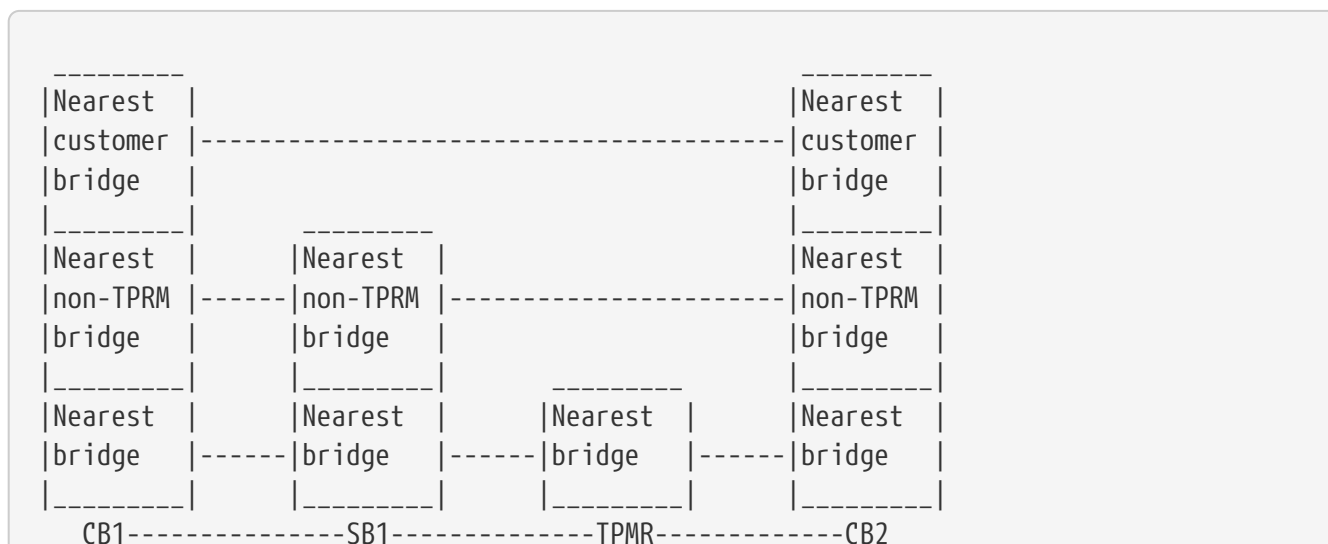 Nearest Nearest
customer customer
bridge bridge
Nearest Nearest Nearest
non-TPRM non-TPRM non-TPRM
bridge bridge bridge
Nearest Nearest Nearest Nearest
bridge bridge bridge bridge
CB1---------------SB1--------------TPMR-------------CB2